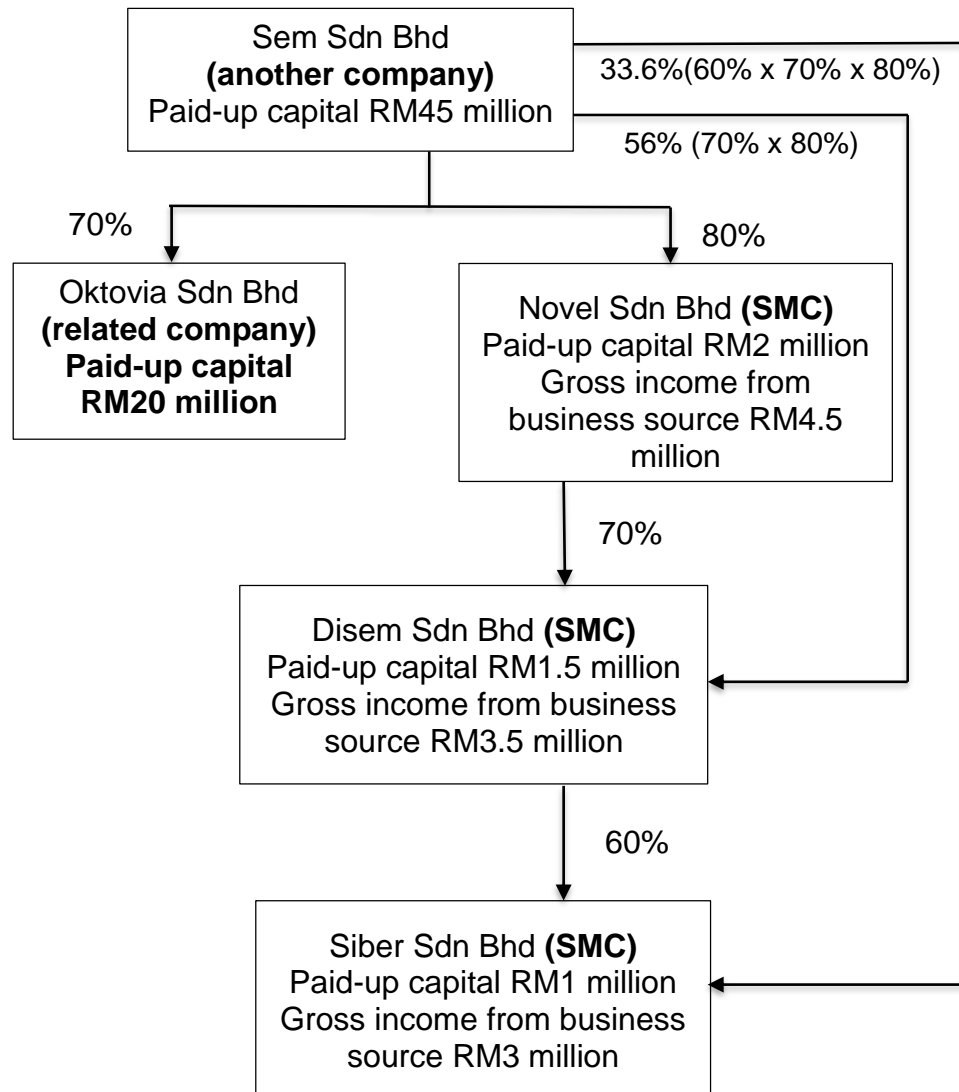 Sem Sdn Bhd
(another company)
Paid-up capital RM45 million
33.6%(60% x 70% x 80%)
56% (70% x 80%)
70%
80%
Oktovia Sdn Bhd
(related company)
Paid-up capital
RM20 million
Novel Sdn Bhd (SMC)
Paid-up capital RM2 million
Gross income from
business source RM4.5
million
70%
Disem Sdn Bhd (SMC)
Paid-up capital RM1.5 million
Gross income from business
source RM3.5 million
60%
Siber Sdn Bhd (SMC)
Paid-up capital RM1 million
Gross income from business
source RM3 million